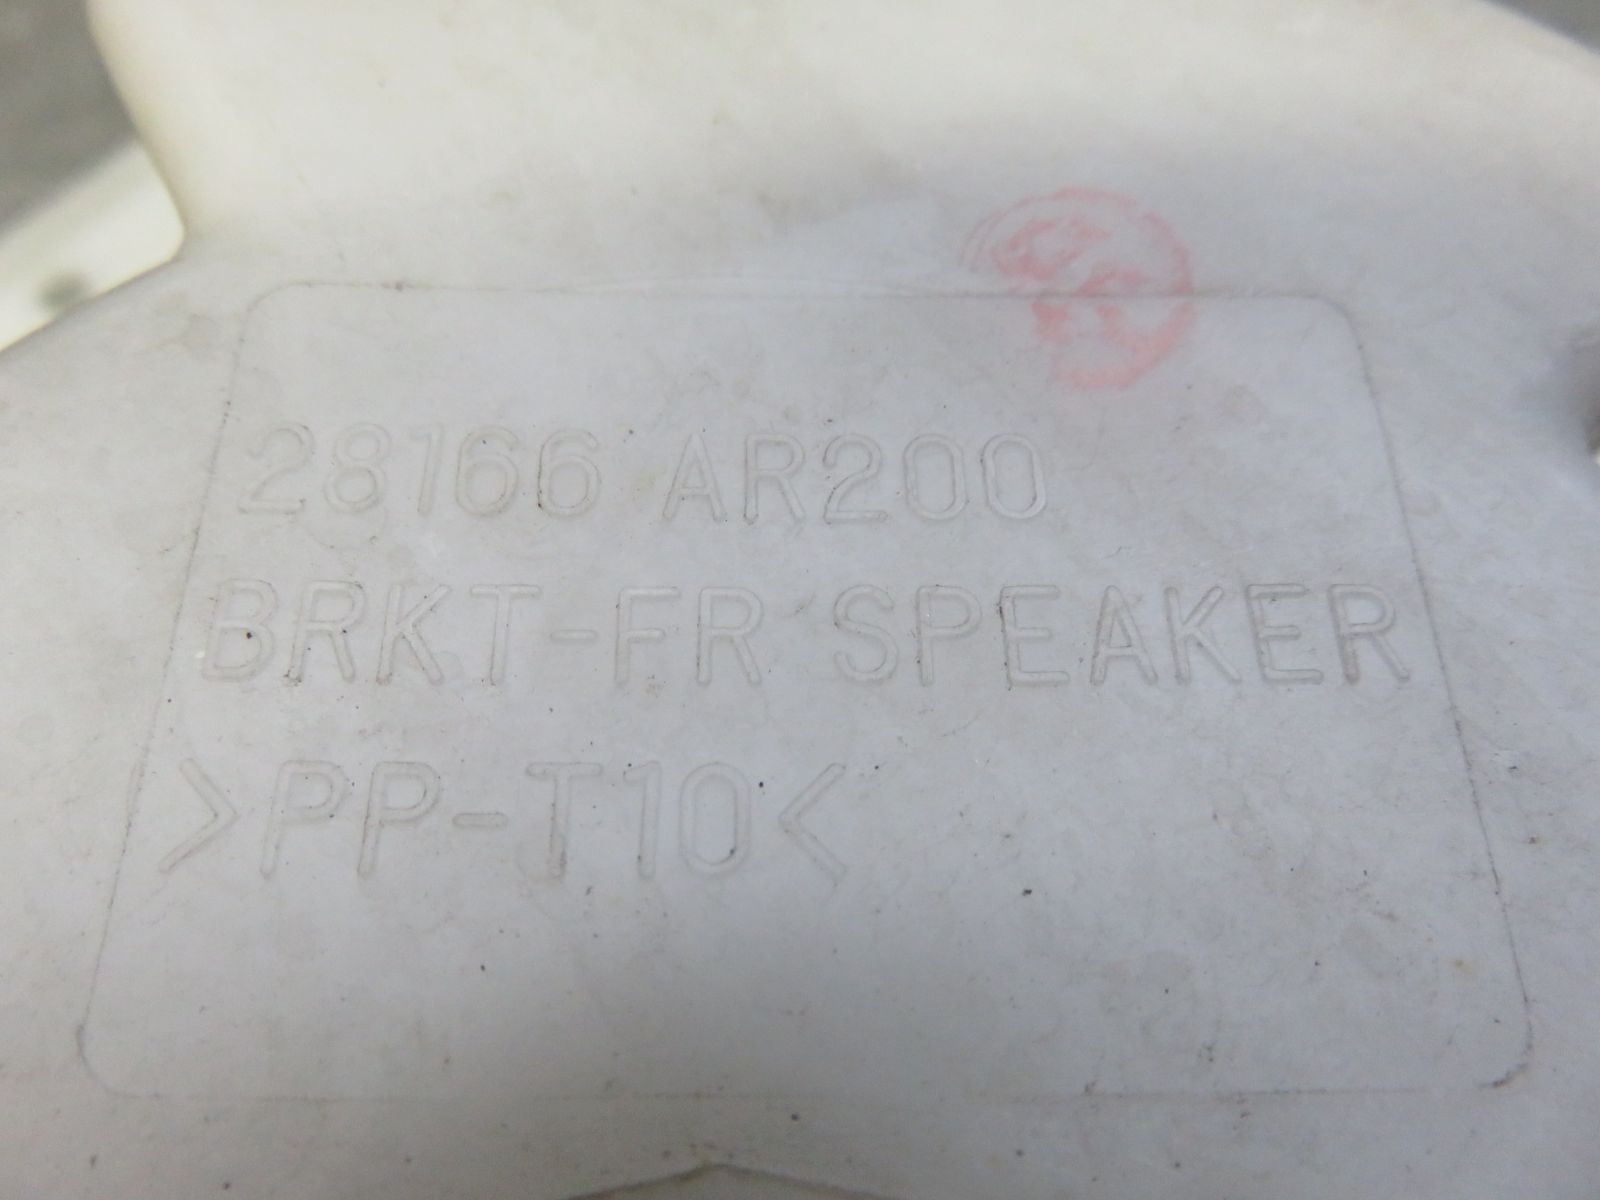 28166 AR200
BRKT-FR SPEAKER
>PP-T10<